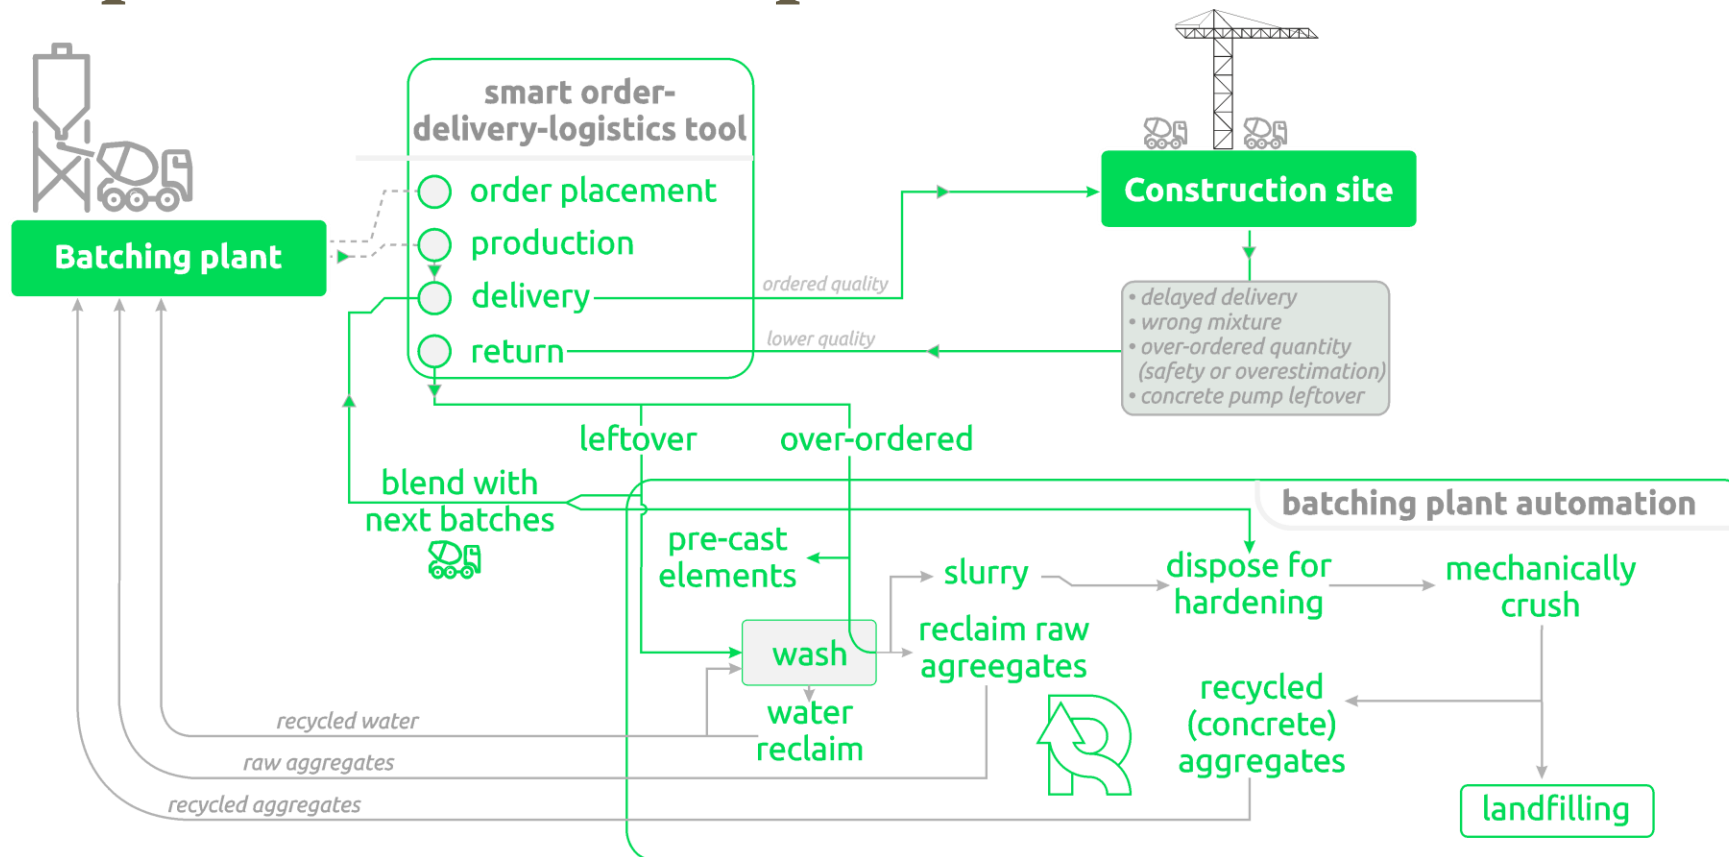 smart order-
delivery-logistics tool
order placement
production
delivery
return
Batching plant
Construction site
ordered quality
lower quality
• delayed delivery
• wrong mixture
• over-ordered quantity
(safety or overestimation)
• concrete pump leftover
leftover
over-ordered
blend with
next batches
batching plant automation
pre-cast
elements
slurry
dispose for
hardening
mechanically
crush
wash
reclaim raw
agreegates
water
reclaim
recycled
(concrete)
aggregates
landfilling
recycled water
raw aggregates
recycled aggregates